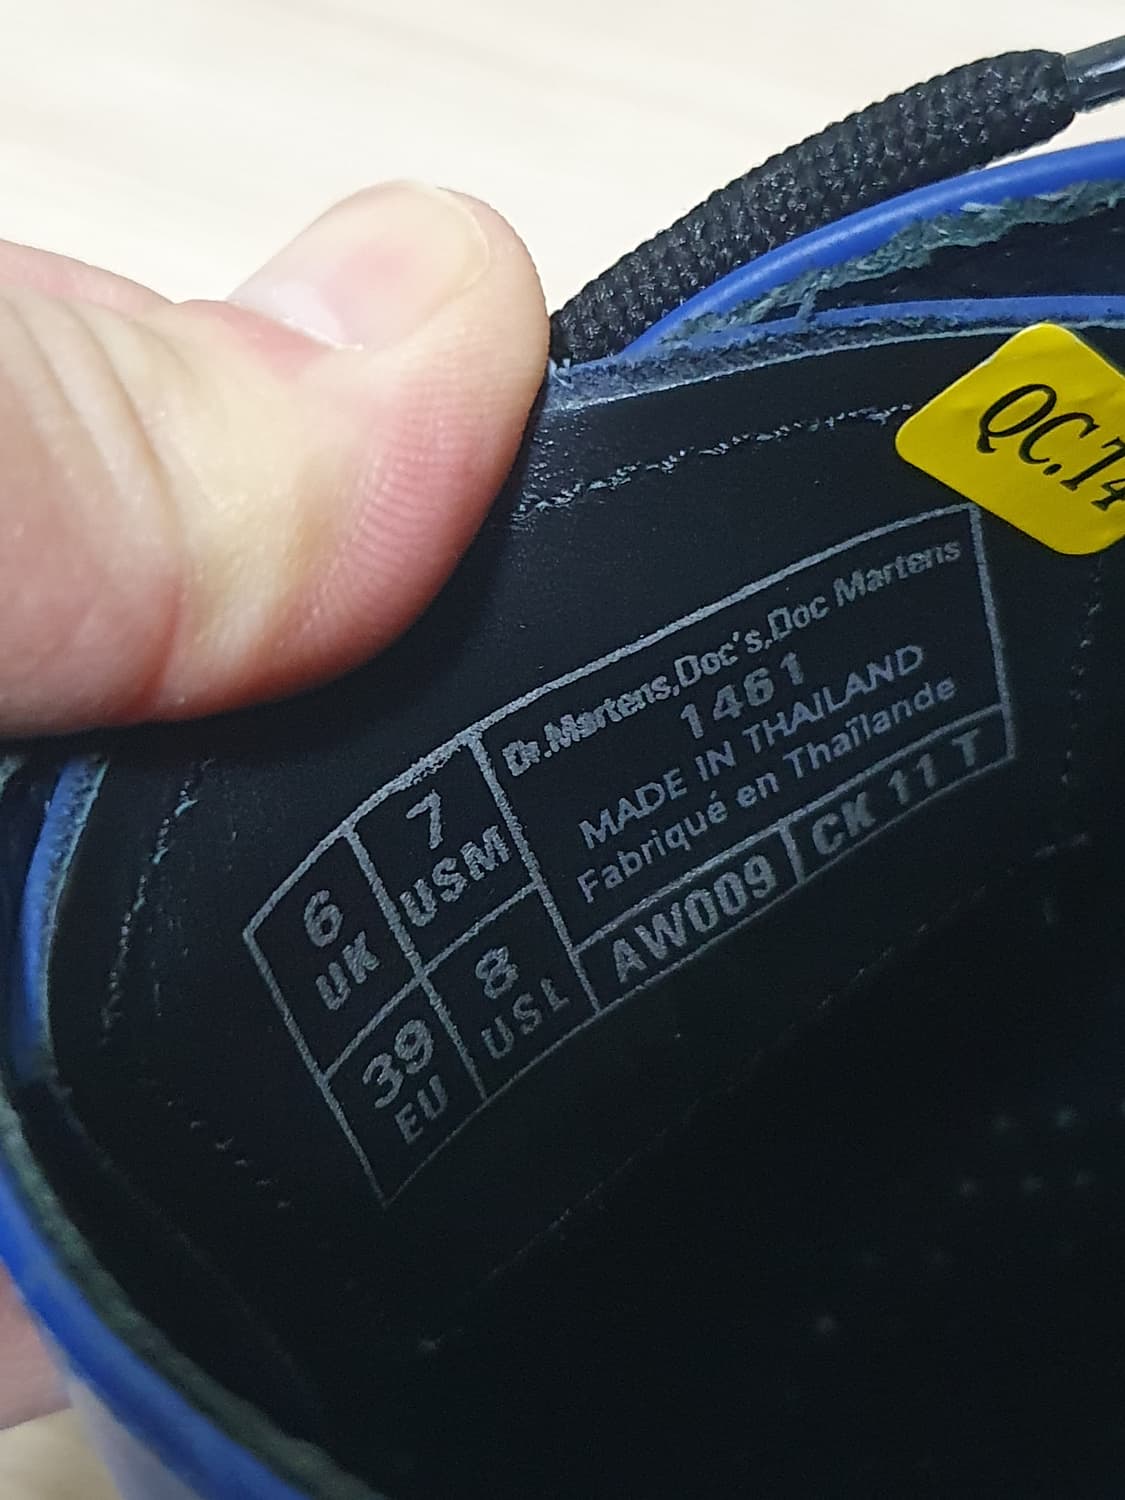 QC.74
Dr.Martens,Doc's,Doc Martens
1461
MADE IN THAILAND
Fabriqué en Thaïlande
AW009 CK 11 T
6
UK
7
USM
39
EU
8
USL